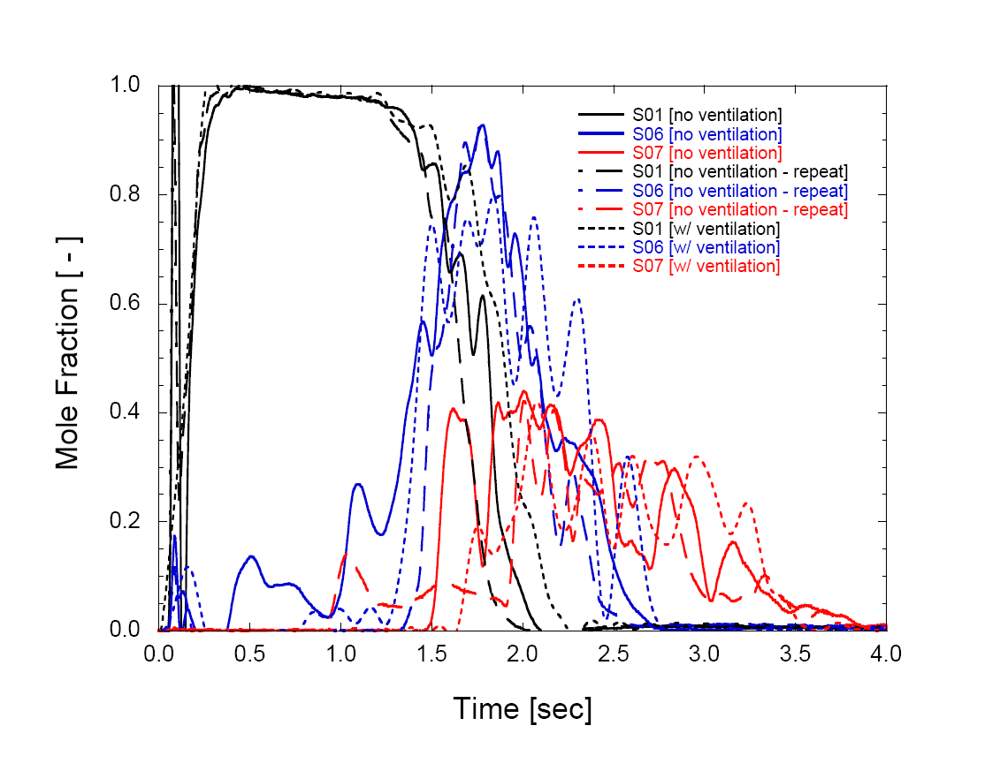 1.0
0.8
0.6
0.4
0.2
0.0
Mole Fraction [ - ]
S01 [no ventilation]
S06 [no ventilation]
S07 [no ventilation]
S01 [no ventilation - repeat]
S06 [no ventilation - repeat]
S07 [no ventilation - repeat]
S01 [w/ ventilation]
S06 [w/ ventilation]
S07 [w/ ventilation]
0.0 0.5 1.0 1.5 2.0 2.5 3.0 3.5 4.0
Time [sec]